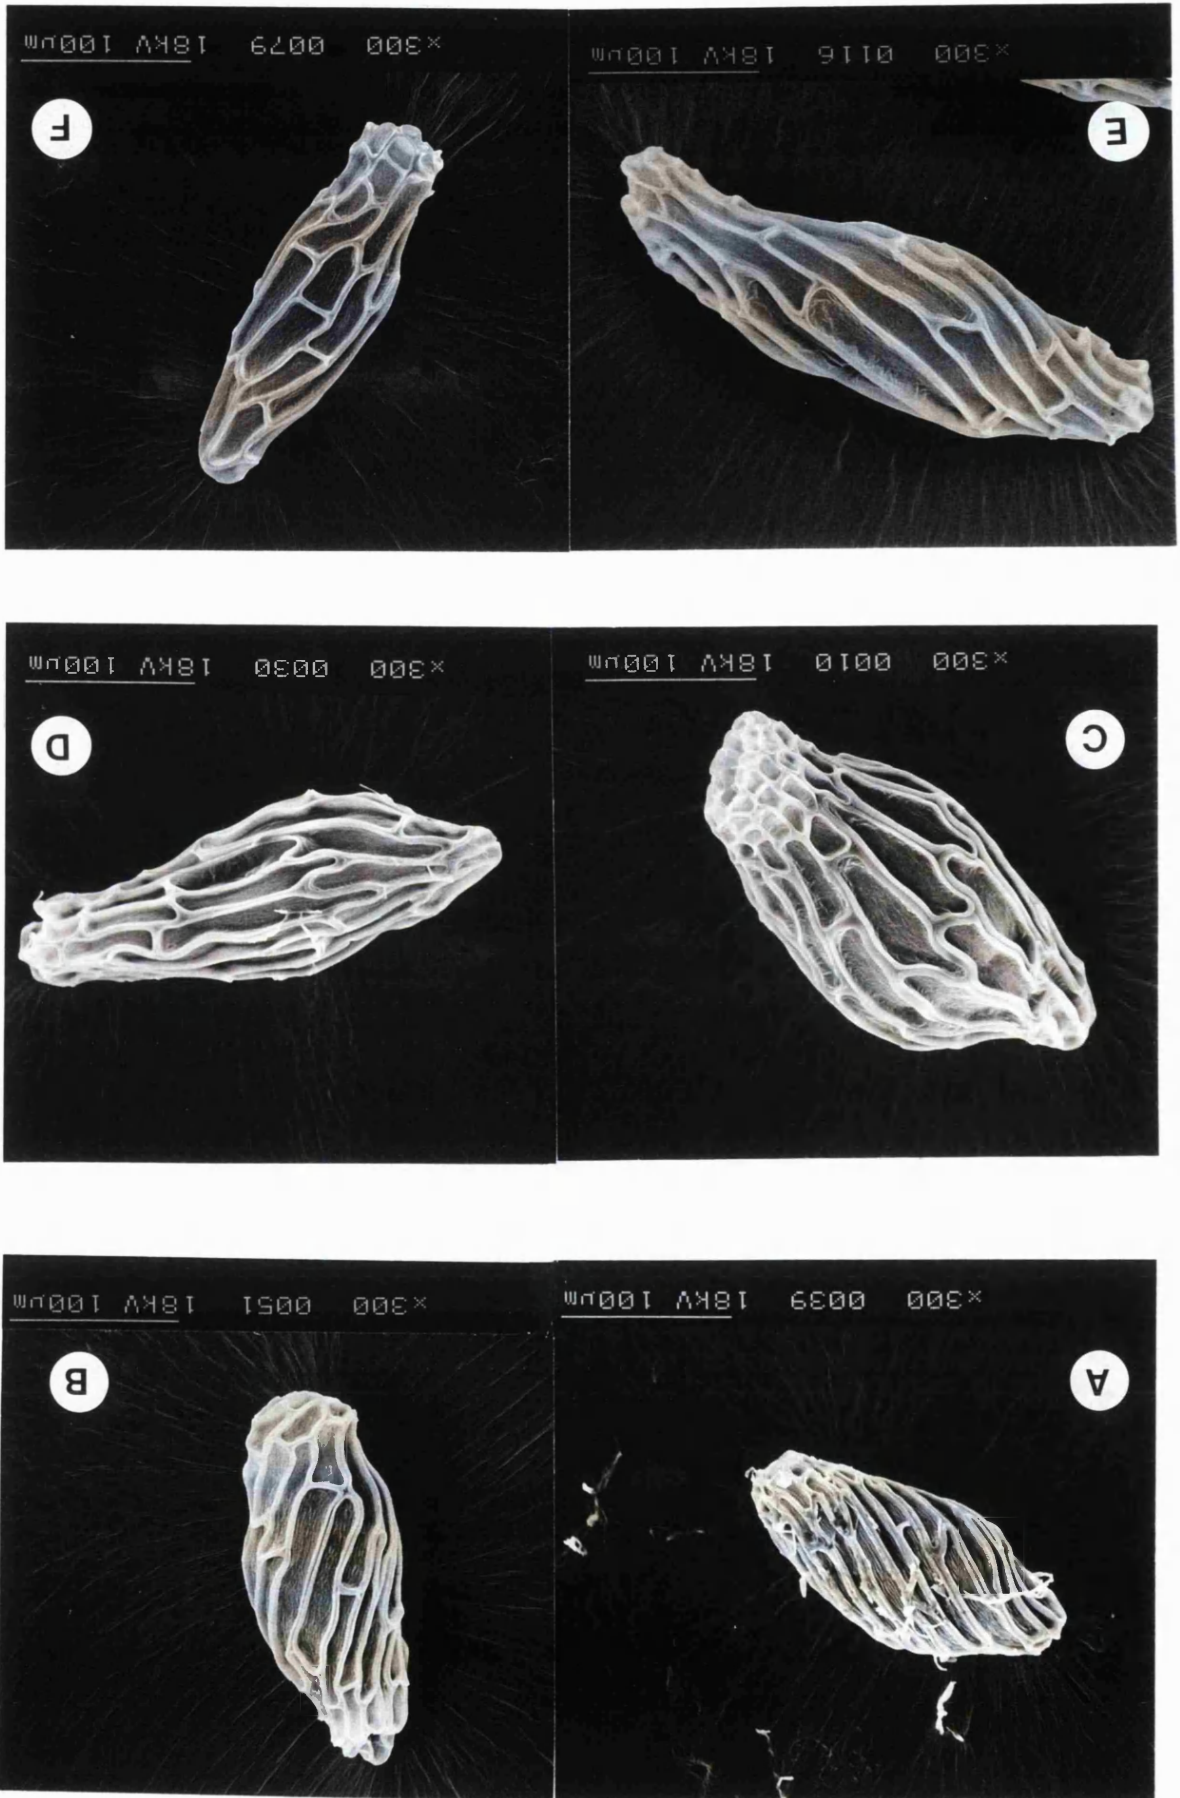 A
×300 0039 18kV 100µm
B
×300 0051 18kV 100µm
C
×300 0010 18kV 100µm
D
×300 0030 18kV 100µm
E
×300 0116 18kV 100µm
F
×300 0079 18kV 100µm